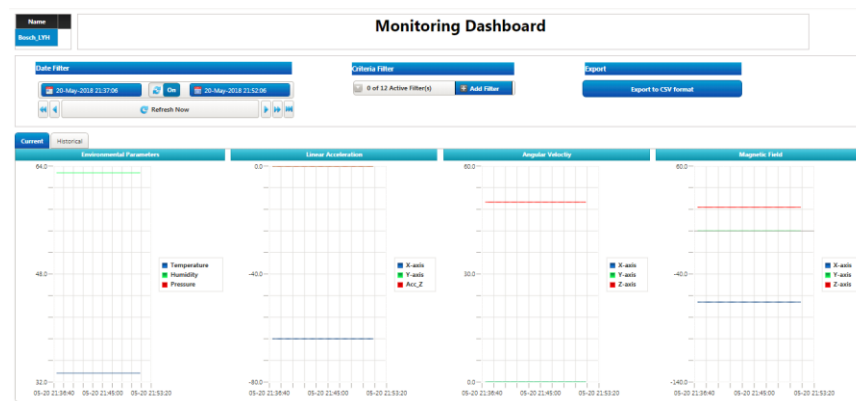 Name
Bosch_LYH
Monitoring Dashboard
Date Filter
20-May-2018 21:37:06
On
20-May-2018 21:52:06
Refresh Now
Criteria Filter
0 of 12 Active Filter(s)
Add Filter
Export
Export to CSV format
Current
Historical
Environmental Parameters
64.0
48.0
32.0
05-20 21:36:40 05-20 21:45:00 05-20 21:53:20
Temperature
Humidity
Pressure
Linear Acceleration
0.0
-40.0
-80.0
05-20 21:36:40 05-20 21:45:00 05-20 21:53:20
X-axis
Y-axis
Acc_Z
Angular Veloctiy
60.0
30.0
0.0
05-20 21:36:40 05-20 21:45:00 05-20 21:53:20
X-axis
Y-axis
Z-axis
Magnetic Field
60.0
-40.0
-140.0
05-20 21:36:40 05-20 21:45:00 05-20 21:53:20
X-axis
Y-axis
Z-axis